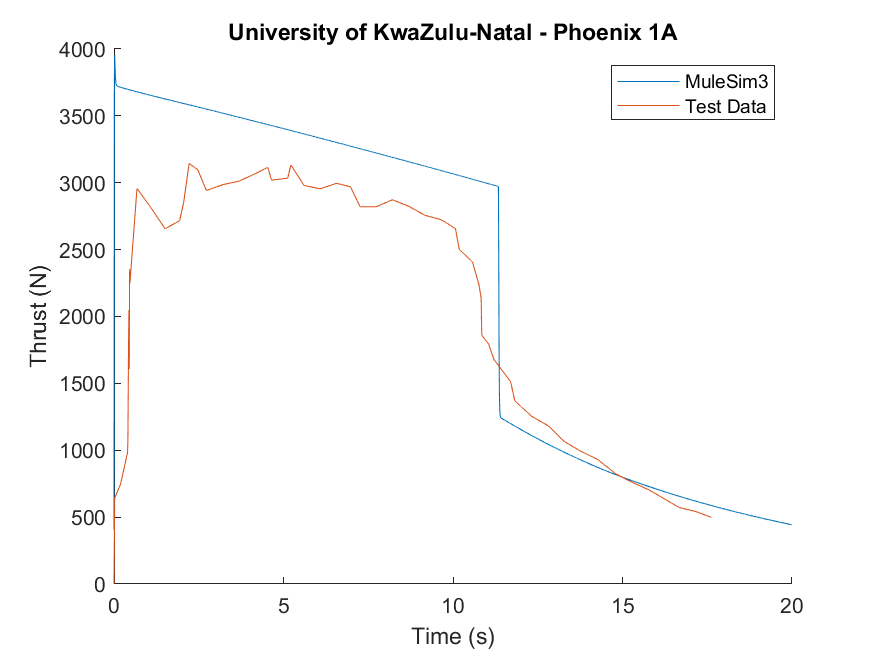 University of KwaZulu-Natal - Phoenix 1A
MuleSim3
Test Data
4000
3500
3000
2500
2000
1500
1000
500
0
Thrust (N)
0 5 10 15 20
Time (s)